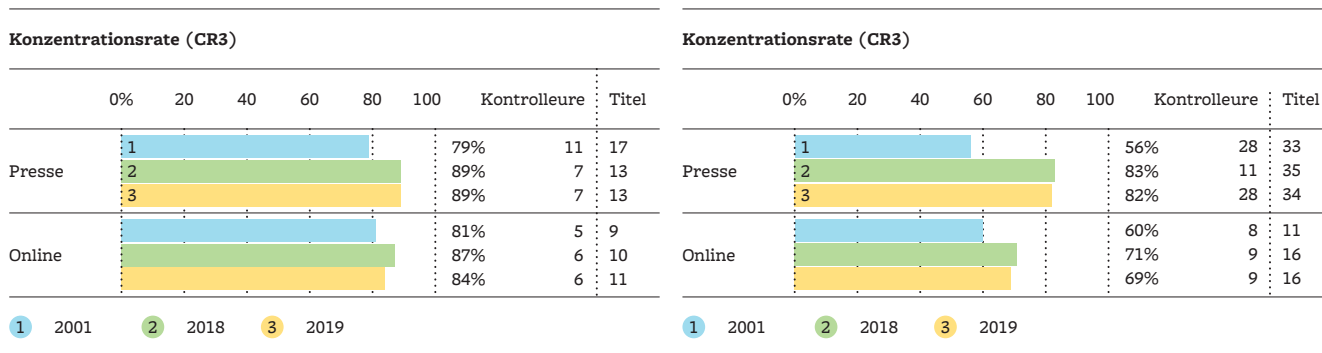 Konzentrationsrate (CR3)
0% 20 40 60 80 100 Kontrolleure Titel
1 79% 11 17
Presse 2 89% 7 13
3 89% 7 13
81% 5 9
Online 87% 6 10
84% 6 11
1 2001 2 2018 3 2019
Konzentrationsrate (CR3)
0% 20 40 60 80 100 Kontrolleure Titel
1 56% 28 33
Presse 2 83% 11 35
3 82% 28 34
60% 8 11
Online 71% 9 16
69% 9 16
1 2001 2 2018 3 2019